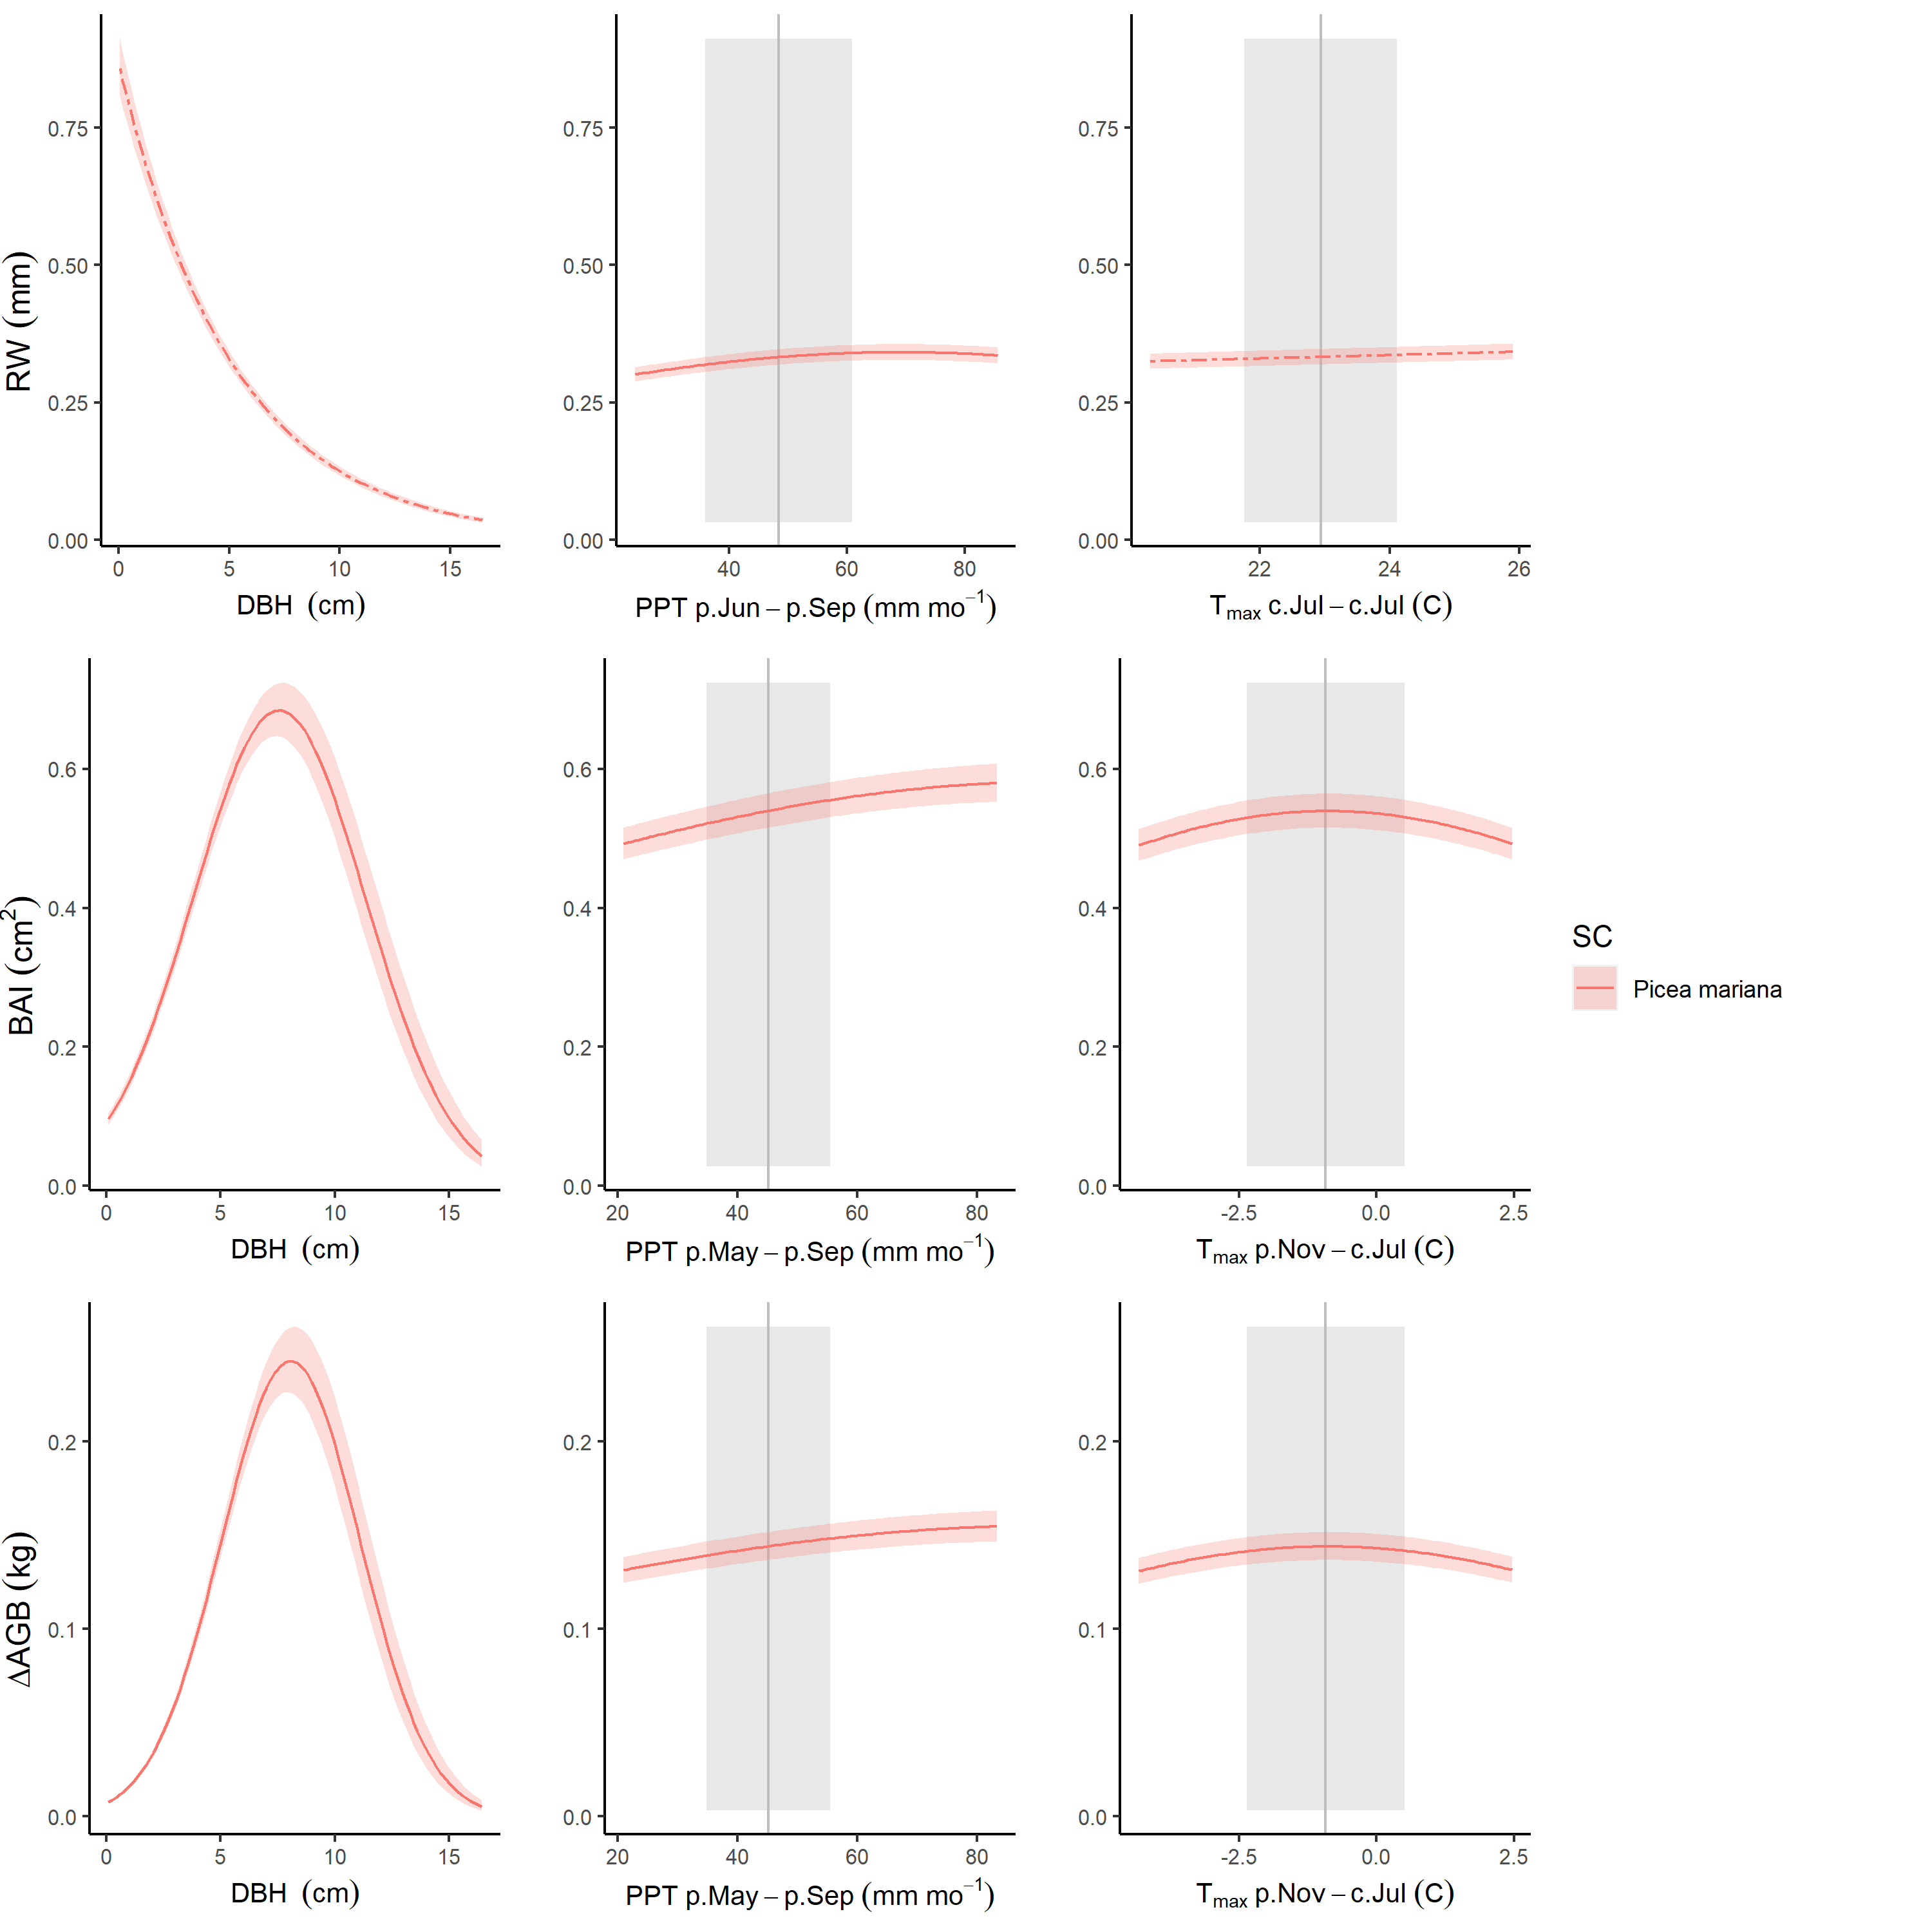 RW (mm)
0.75
0.50
0.25
0.00
0 5 10 15
DBH (cm)
0.75
0.50
0.25
0.00
40 60 80
PPT p.Jun – p.Sep (mm mo⁻¹)
0.75
0.50
0.25
0.00
22 24 26
Tmax c.Jul – c.Jul (C)
BAI (cm²)
0.6
0.4
0.2
0.0
0 5 10 15
DBH (cm)
0.6
0.4
0.2
0.0
20 40 60 80
PPT p.May – p.Sep (mm mo⁻¹)
0.6
0.4
0.2
0.0
-2.5 0.0 2.5
Tmax p.Nov – c.Jul (C)
SC
Picea mariana
ΔAGB (kg)
0.2
0.1
0.0
0 5 10 15
DBH (cm)
0.2
0.1
0.0
20 40 60 80
PPT p.May – p.Sep (mm mo⁻¹)
0.2
0.1
0.0
-2.5 0.0 2.5
Tmax p.Nov – c.Jul (C)